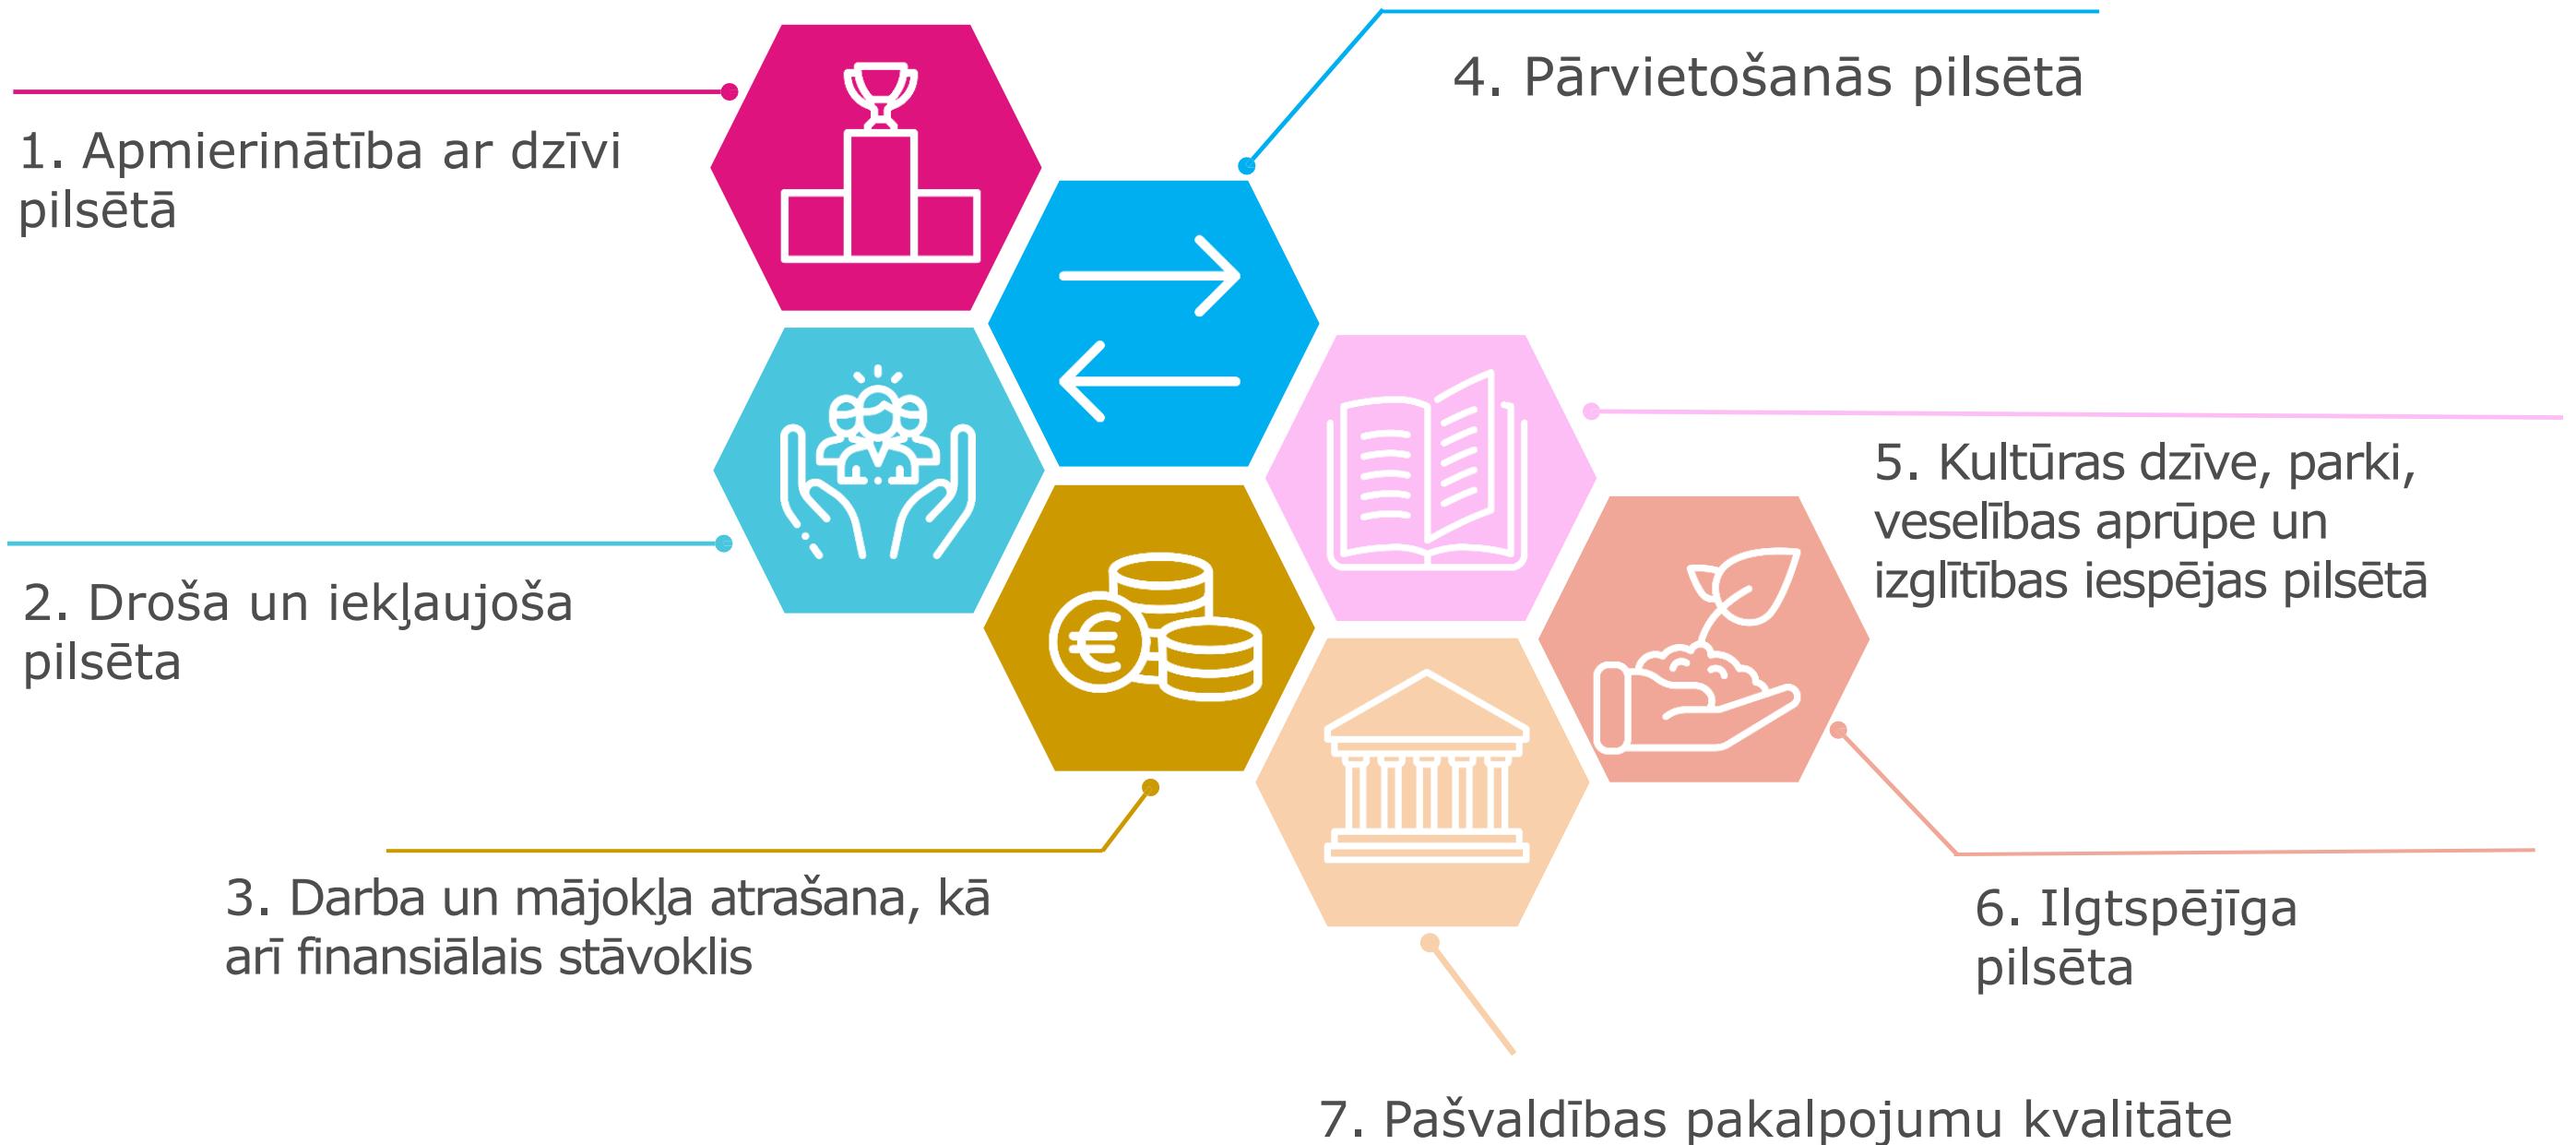 1. Apmierinātība ar dzīvi
pilsētā
2. Droša un iekļaujoša
pilsēta
3. Darba un mājokļa atrašana, kā
arī finansiālais stāvoklis
4. Pārvietošanās pilsētā
5. Kultūras dzīve, parki,
veselības aprūpe un
izglītības iespējas pilsētā
6. Ilgtspējīga
pilsēta
7. Pašvaldības pakalpojumu kvalitāte